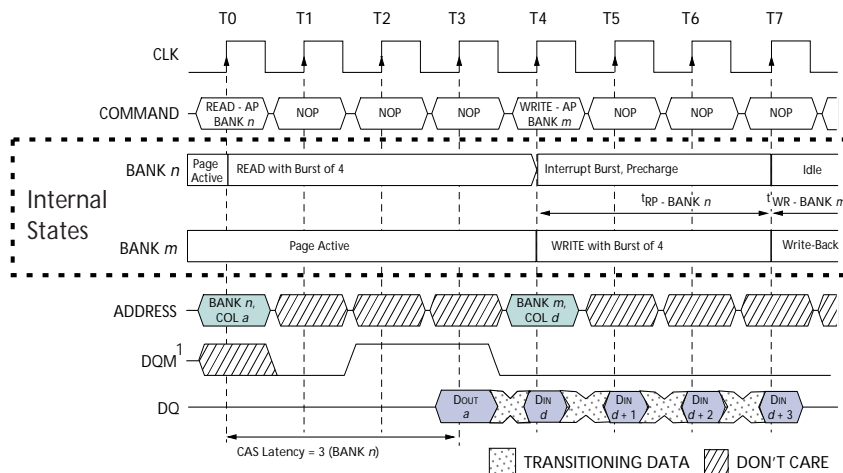 T0 T1 T2 T3 T4 T5 T6 T7
CLK
COMMAND
READ - AP
BANK n
NOP
NOP
NOP
WRITE - AP
BANK m
NOP
NOP
NOP
Internal
States
BANK n
Page
Active
READ with Burst of 4
Interrupt Burst, Precharge
Idle
tRP - BANK n
tWR - BANK m
BANK m
Page Active
WRITE with Burst of 4
Write-Back
ADDRESS
BANK n,
COL a
BANK m,
COL d
DQM1
DQ
DOUT
a
DIN
d
DIN
d + 1
DIN
d + 2
DIN
d + 3
CAS Latency = 3 (BANK n)
TRANSITIONING DATA
DON'T CARE